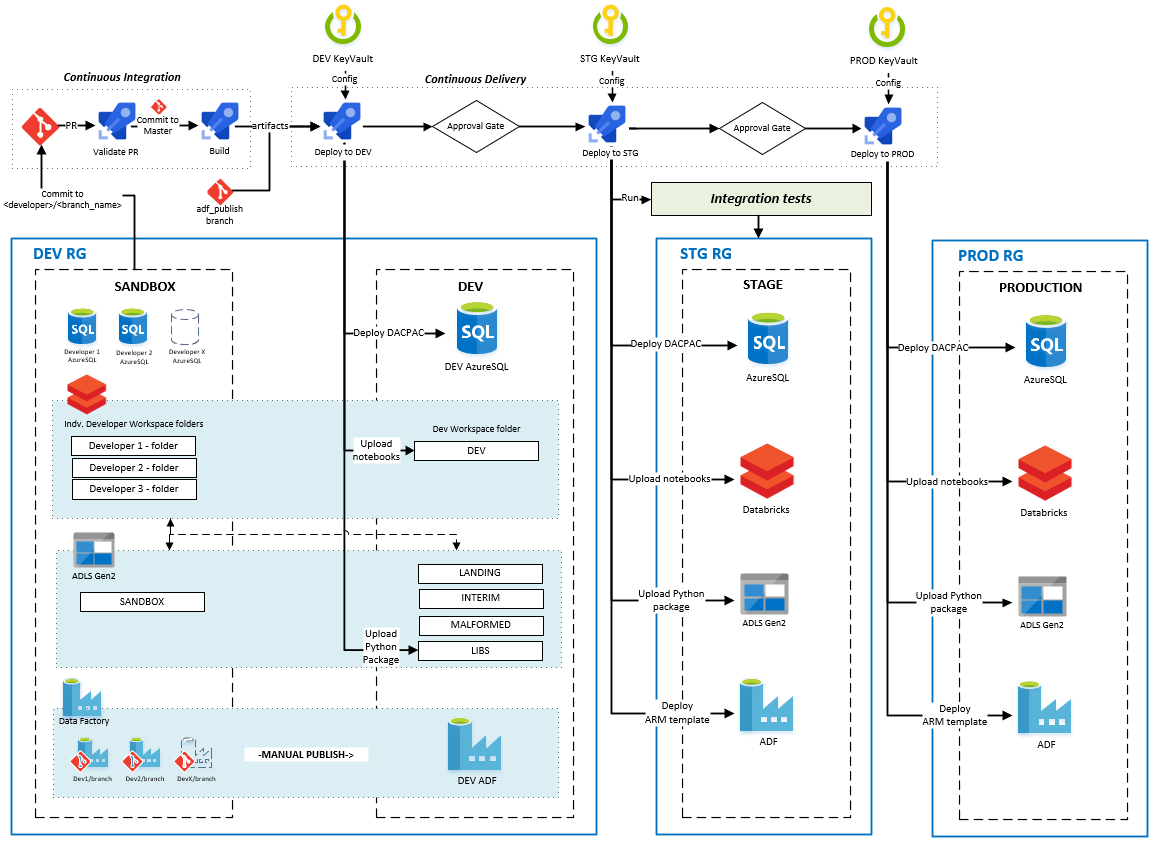 DEV KeyVault
STG KeyVault
PROD KeyVault
Continuous Integration
Config
Continuous Delivery
Config
Config
PR
Commit to
Master
Validate PR
Build
artifacts
Deploy to DEV
Approval Gate
Deploy to STG
Approval Gate
Deploy to PROD
Commit to
<developer>/<branch_name>
adf_publish
branch
Run
Integration tests
DEV RG
SANDBOX
SQL
SQL
Developer 1
AzureSQL
Developer 2
AzureSQL
Developer X
AzureSQL
DEV
Deploy DACPAC
SQL
DEV AzureSQL
Indv. Developer Workspace folders
Developer 1 - folder
Developer 2 - folder
Developer 3 - folder
Dev Workspace folder
Upload
notebooks
DEV
ADLS Gen2
SANDBOX
LANDING
INTERIM
MALFORMED
Upload
Python
Package
LIBS
Data Factory
Dev1/branch
Dev2/branch
DevX/branch
-MANUAL PUBLISH->
DEV ADF
STG RG
STAGE
Deploy DACPAC
SQL
AzureSQL
Upload notebooks
Databricks
Upload Python
package
ADLS Gen2
Deploy
ARM template
ADF
PROD RG
PRODUCTION
Deploy DACPAC
SQL
AzureSQL
Upload notebooks
Databricks
Upload Python
package
ADLS Gen2
Deploy
ARM template
ADF